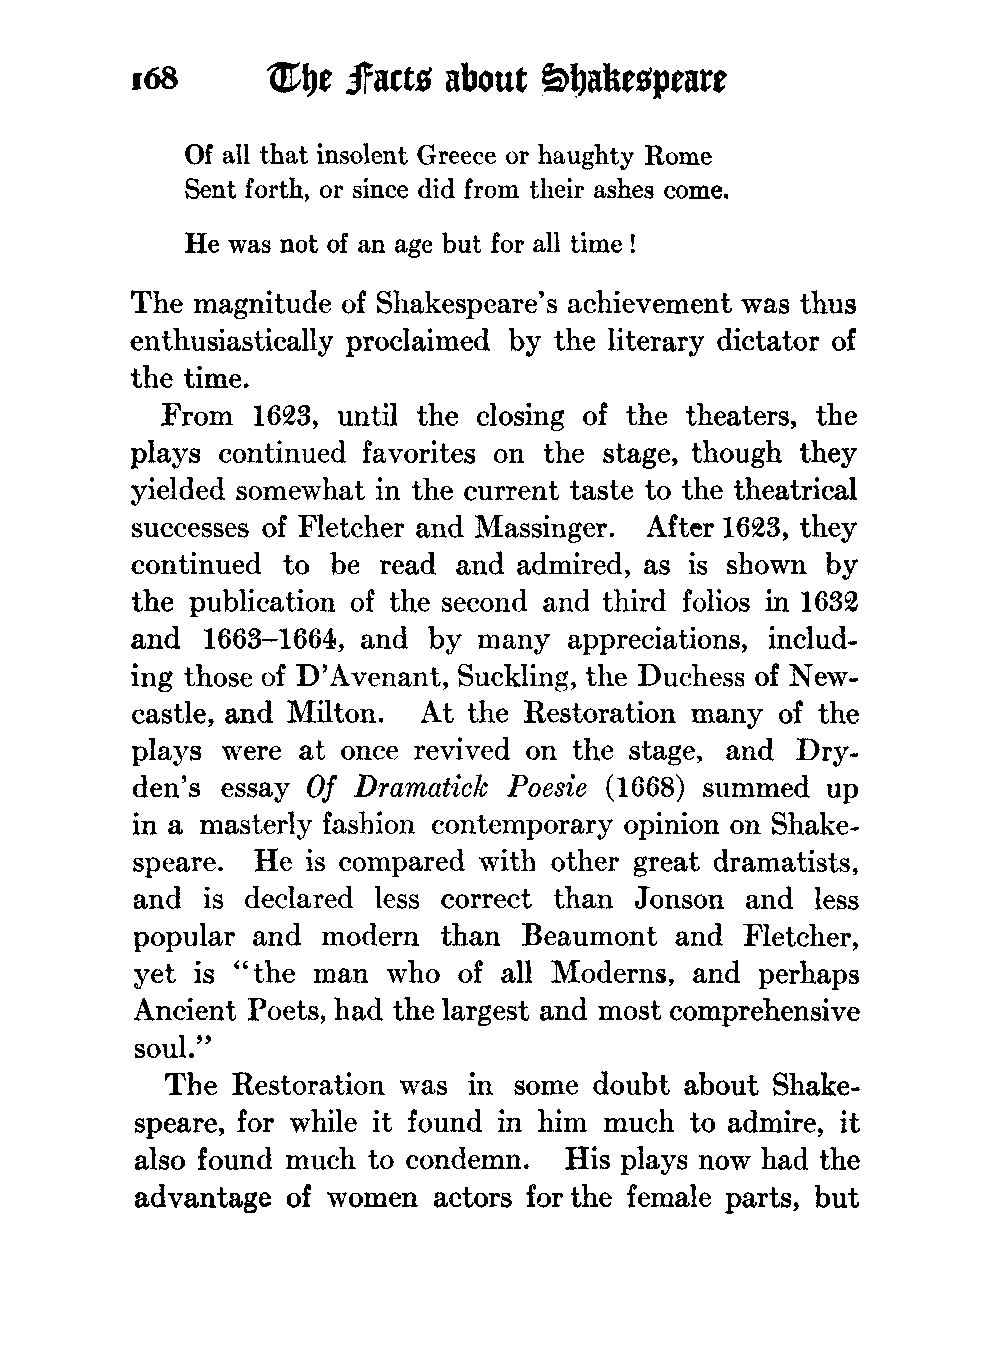 168 The Facts about Shakespeare
Of all that insolent Greece or haughty Rome
Sent forth, or since did from their ashes come.
He was not of an age but for all time!
The magnitude of Shakespeare's achievement was thus
enthusiastically proclaimed by the literary dictator of
the time.
From 1623, until the closing of the theaters, the
plays continued favorites on the stage, though they
yielded somewhat in the current taste to the theatrical
successes of Fletcher and Massinger. After 1623, they
continued to be read and admired, as is shown by
the publication of the second and third folios in 1632
and 1663–1664, and by many appreciations, includ-
ing those of D'Avenant, Suckling, the Duchess of New-
castle, and Milton. At the Restoration many of the
plays were at once revived on the stage, and Dry-
den's essay Of Dramatick Poesie (1668) summed up
in a masterly fashion contemporary opinion on Shake-
speare. He is compared with other great dramatists,
and is declared less correct than Jonson and less
popular and modern than Beaumont and Fletcher,
yet is "the man who of all Moderns, and perhaps
Ancient Poets, had the largest and most comprehensive
soul."
The Restoration was in some doubt about Shake-
speare, for while it found in him much to admire, it
also found much to condemn. His plays now had the
advantage of women actors for the female parts, but